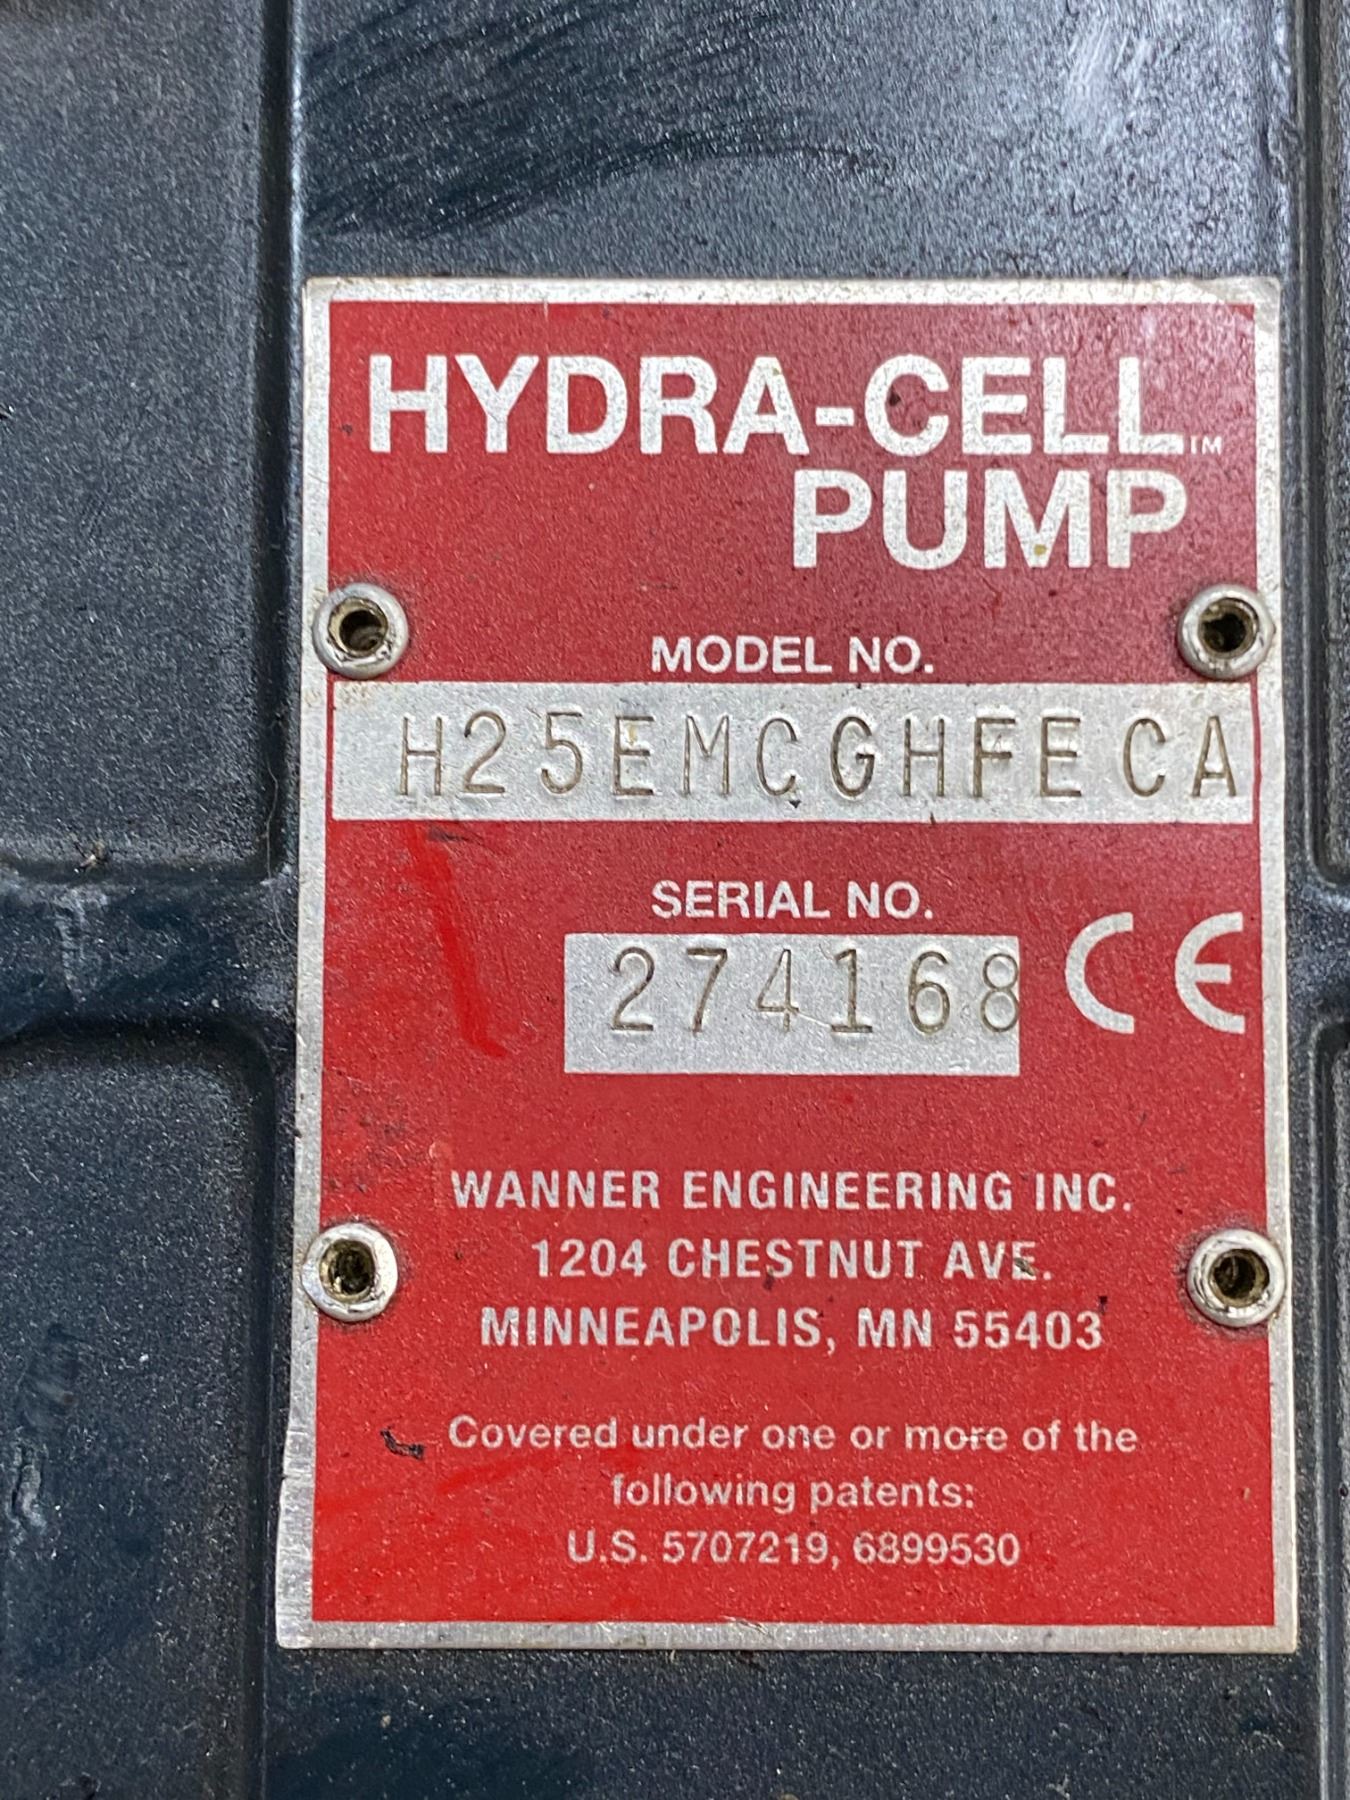 HYDRA-CELL™
PUMP
MODEL NO.
H25EMCGHFECA
SERIAL NO.
274168
CE
WANNER ENGINEERING INC.
1204 CHESTNUT AVE.
MINNEAPOLIS, MN 55403
Covered under one or more of the
following patents:
U.S. 5707219, 6899530